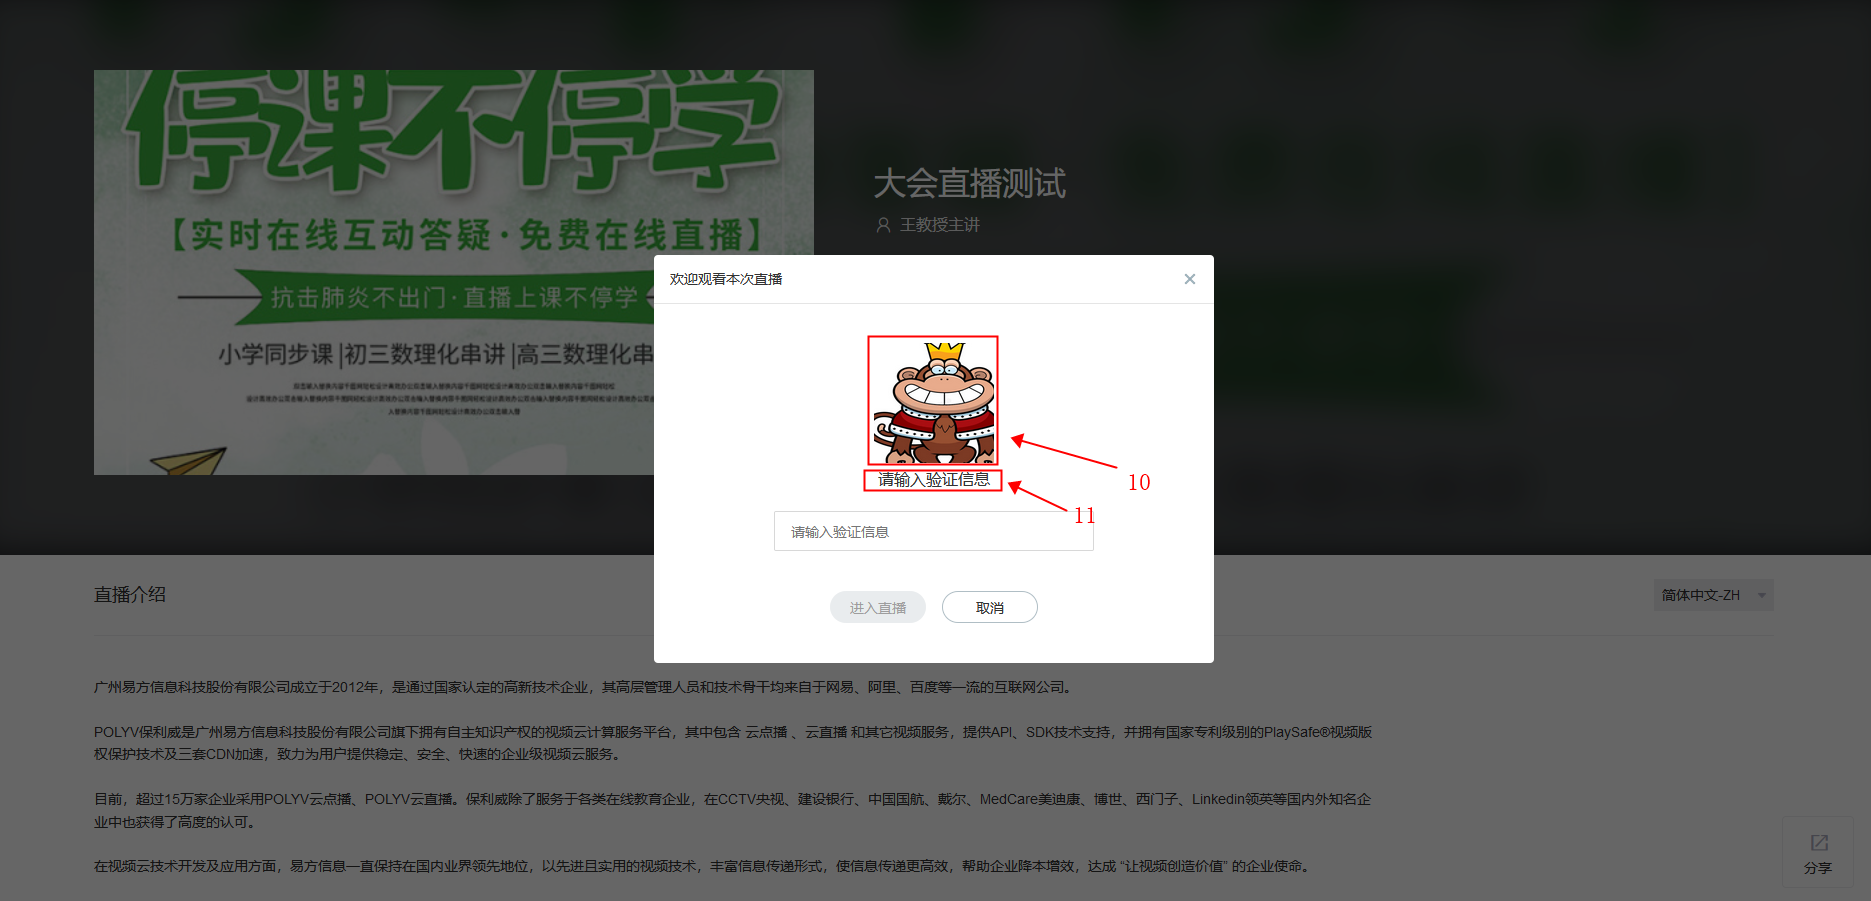 停课不停学
【实时在线互动答疑·免费在线直播】
抗击肺炎不出门·直播上课不停学
小学同步课|初三数理化串讲|高三数理化串
大会直播测试
王教授主讲
欢迎观看本次直播
×
10
请输入验证信息
11
请输入验证信息
进入直播
取消
直播介绍
简体中文-ZH
广州易方信息科技股份有限公司成立于2012年，是通过国家认定的高新技术企业，其高层管理人员和技术骨干均来自于网易、阿里、百度等一流的互联网公司。
POLYV保利威是广州易方信息科技股份有限公司旗下拥有自主知识产权的视频云计算服务平台，其中包含 云点播 、云直播 和其它视频服务，提供API、SDK技术支持，并拥有国家专利级别的PlaySafe®视频版
权保护技术及三套CDN加速，致力为用户提供稳定、安全、快速的企业级视频云服务。
目前，超过15万家企业采用POLYV云点播、POLYV云直播。保利威除了服务于各类在线教育企业，在CCTV央视、建设银行、中国国航、戴尔、MedCare美迪康、博世、西门子、Linkedin领英等国内外知名企
业中也获得了高度的认可。
在视频云技术开发及应用方面，易方信息一直保持在国内业界领先地位，以先进且实用的视频技术，丰富信息传递形式，使信息传递更高效，帮助企业降本增效，达成 “让视频创造价值” 的企业使命。
分享